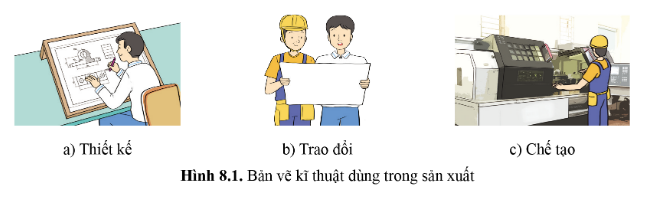 a) Thiết kế
b) Trao đổi
c) Chế tạo
Hình 8.1. Bản vẽ kĩ thuật dùng trong sản xuất